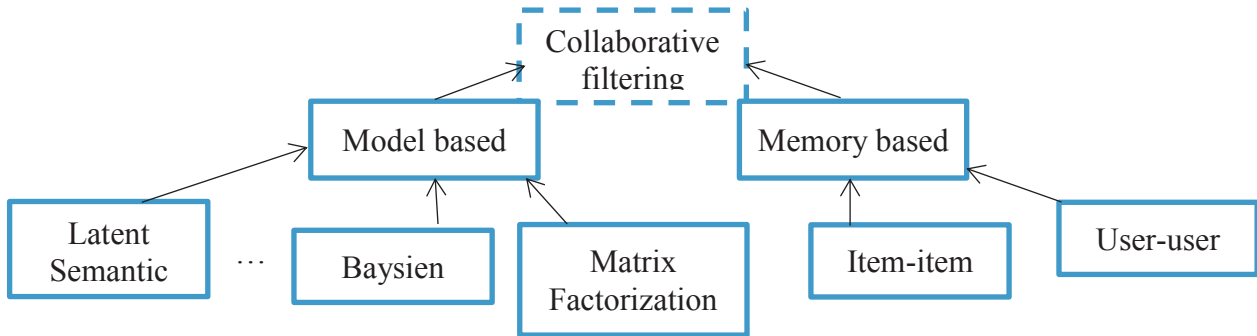 Collaborative
filtering
Model based
Memory based
Latent
Semantic
...
Baysien
Matrix
Factorization
Item-item
User-user